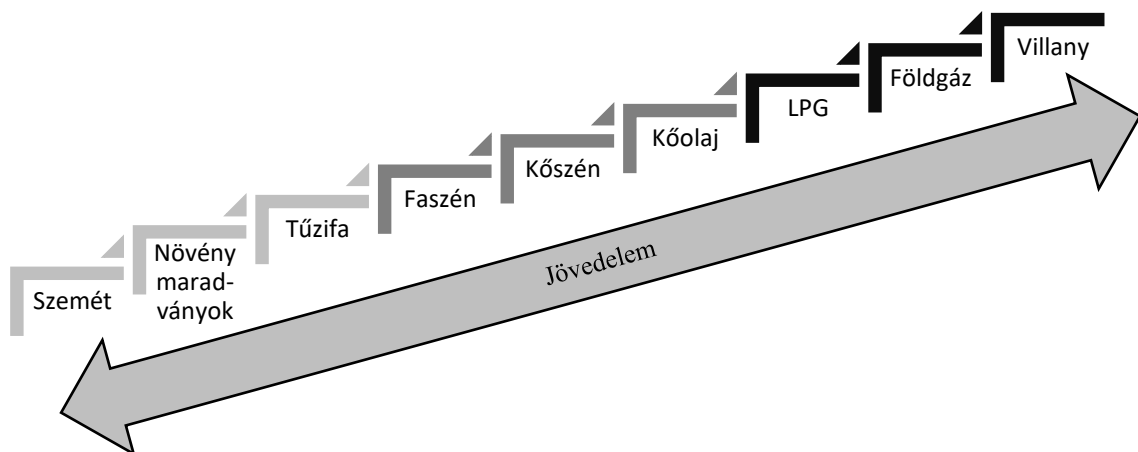 Szemét
Növény
marad-
ványok
Tűzifa
Faszén
Kőszén
Kőolaj
LPG
Földgáz
Villany
Jövedelem